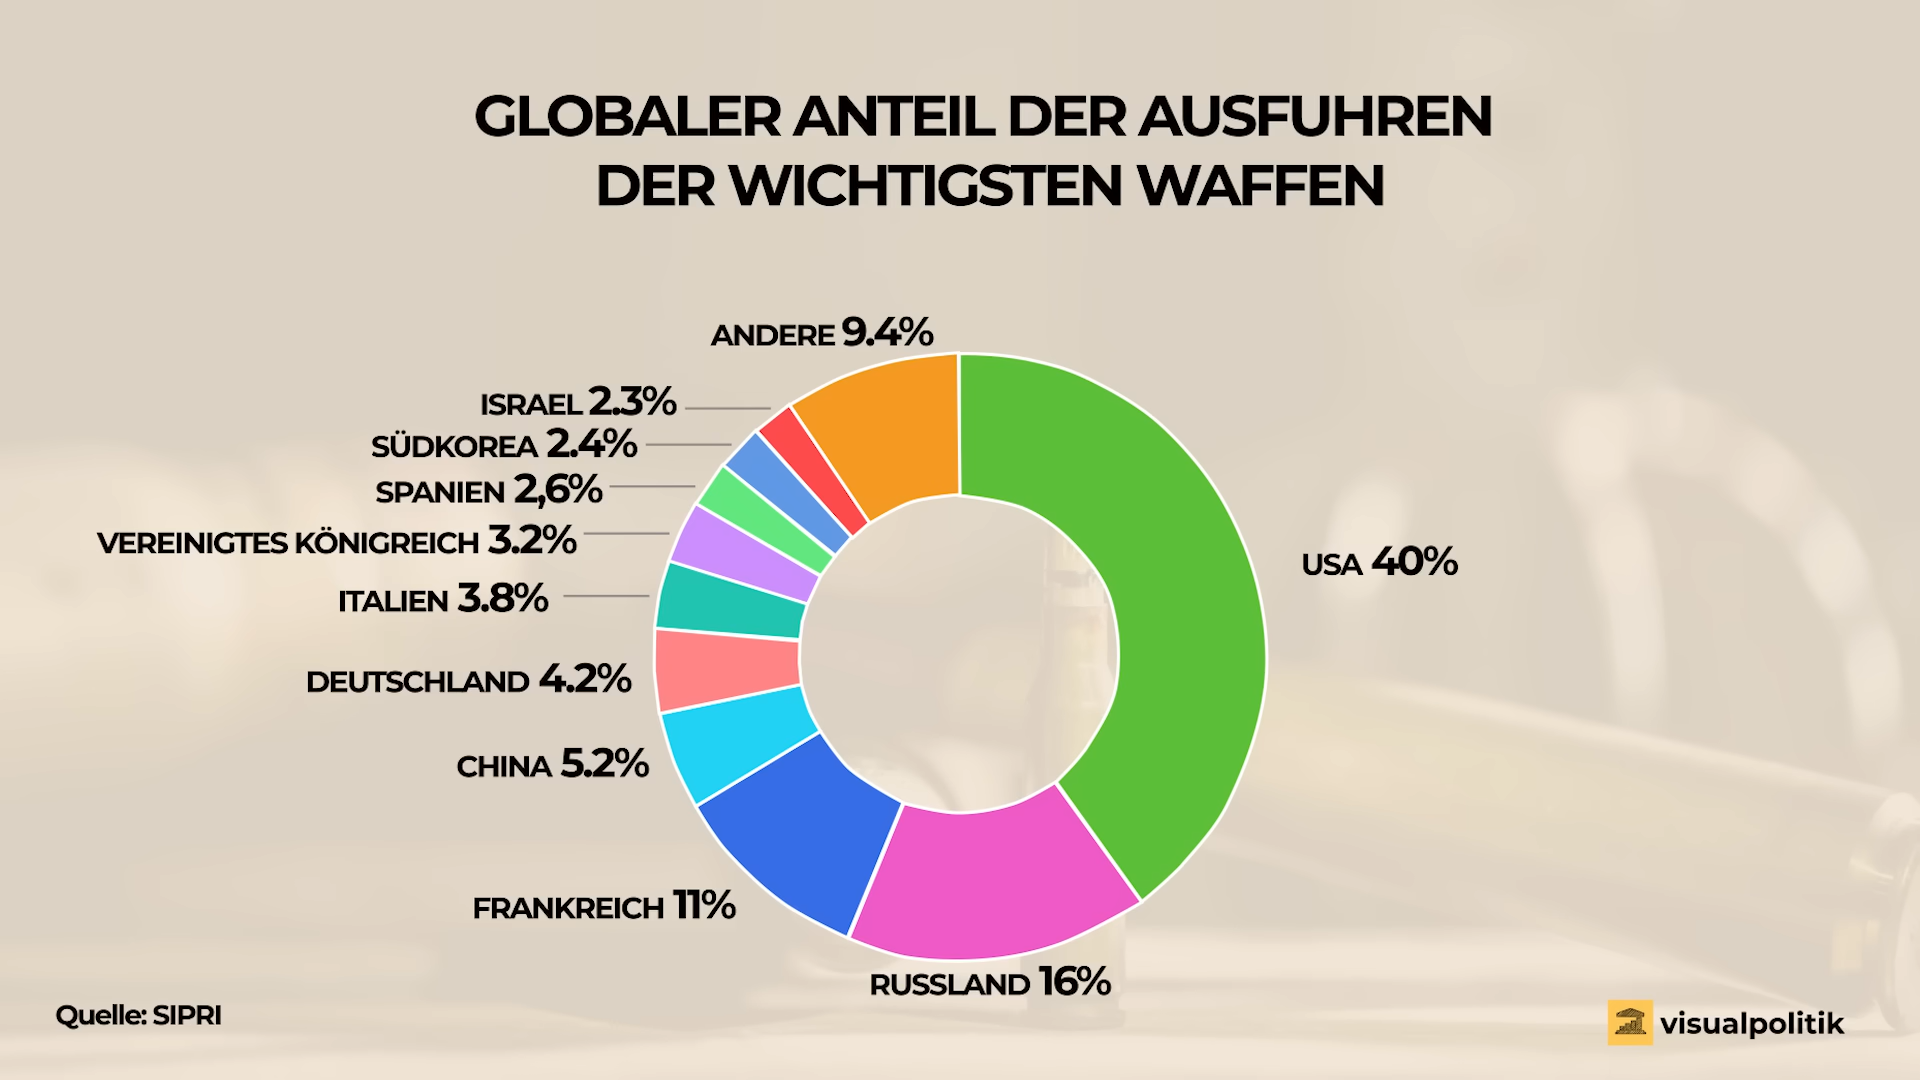 GLOBALER ANTEIL DER AUSFUHREN
DER WICHTIGSTEN WAFFEN
ANDERE 9.4%
ISRAEL 2.3%
SÜDKOREA 2.4%
SPANIEN 2,6%
VEREINIGTES KÖNIGREICH 3.2%
USA 40%
ITALIEN 3.8%
DEUTSCHLAND 4.2%
CHINA 5.2%
FRANKREICH 11%
RUSSLAND 16%
Quelle: SIPRI
visualpolitik